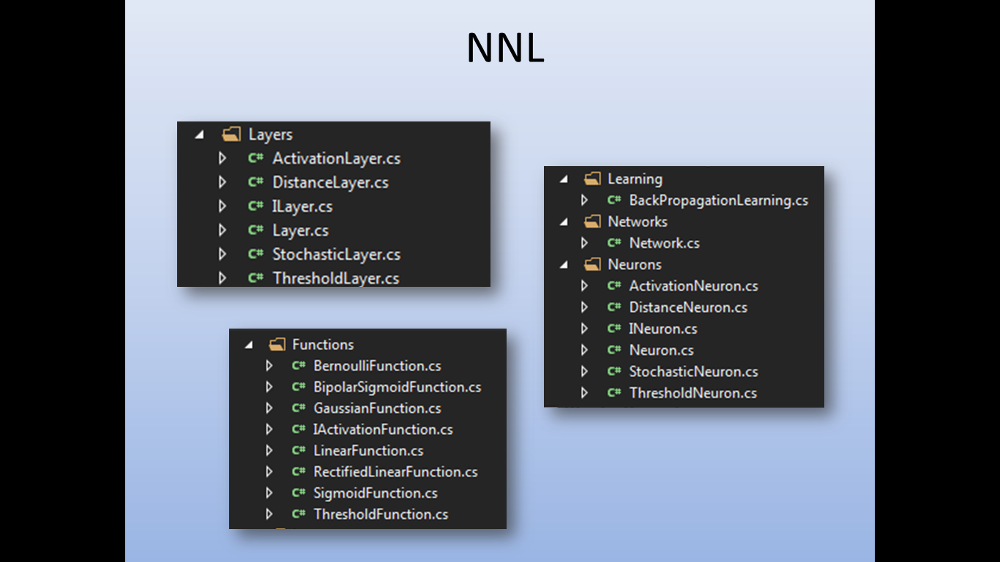 NNL
Layers
C# ActivationLayer.cs
C# DistanceLayer.cs
C# ILayer.cs
C# Layer.cs
C# StochasticLayer.cs
C# ThresholdLayer.cs
Functions
C# BernoulliFunction.cs
C# BipolarSigmoidFunction.cs
C# GaussianFunction.cs
C# IActivationFunction.cs
C# LinearFunction.cs
C# RectifiedLinearFunction.cs
C# SigmoidFunction.cs
C# ThresholdFunction.cs
Learning
C# BackPropagationLearning.cs
Networks
C# Network.cs
Neurons
C# ActivationNeuron.cs
C# DistanceNeuron.cs
C# INeuron.cs
C# Neuron.cs
C# StochasticNeuron.cs
C# ThresholdNeuron.cs